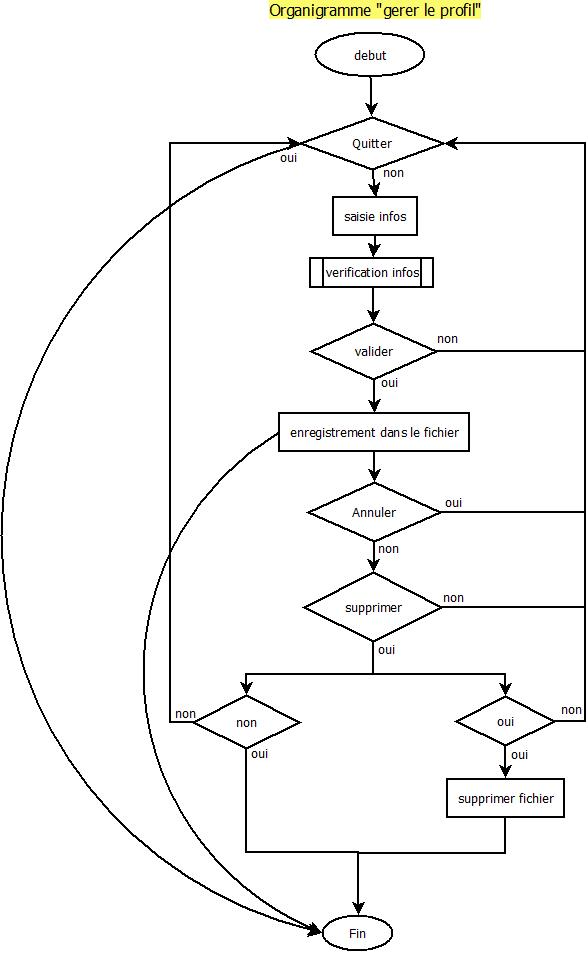 Organigramme "gerer le profil"
debut
Quitter
oui
non
saisie infos
verification infos
valider
non
oui
enregistrement dans le fichier
Annuler
oui
non
supprimer
non
oui
non
non
oui
non
oui
oui
supprimer fichier
Fin